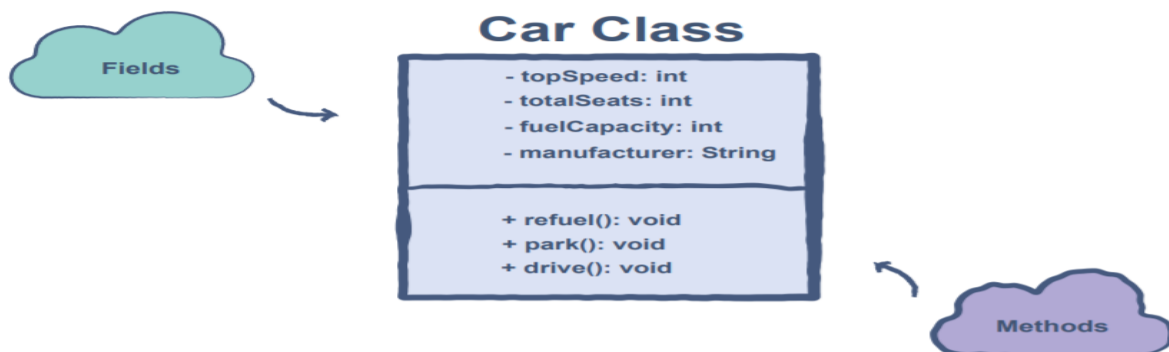 Car Class
Fields
- topSpeed: int
- totalSeats: int
- fuelCapacity: int
- manufacturer: String
+ refuel(): void
+ park(): void
+ drive(): void
Methods